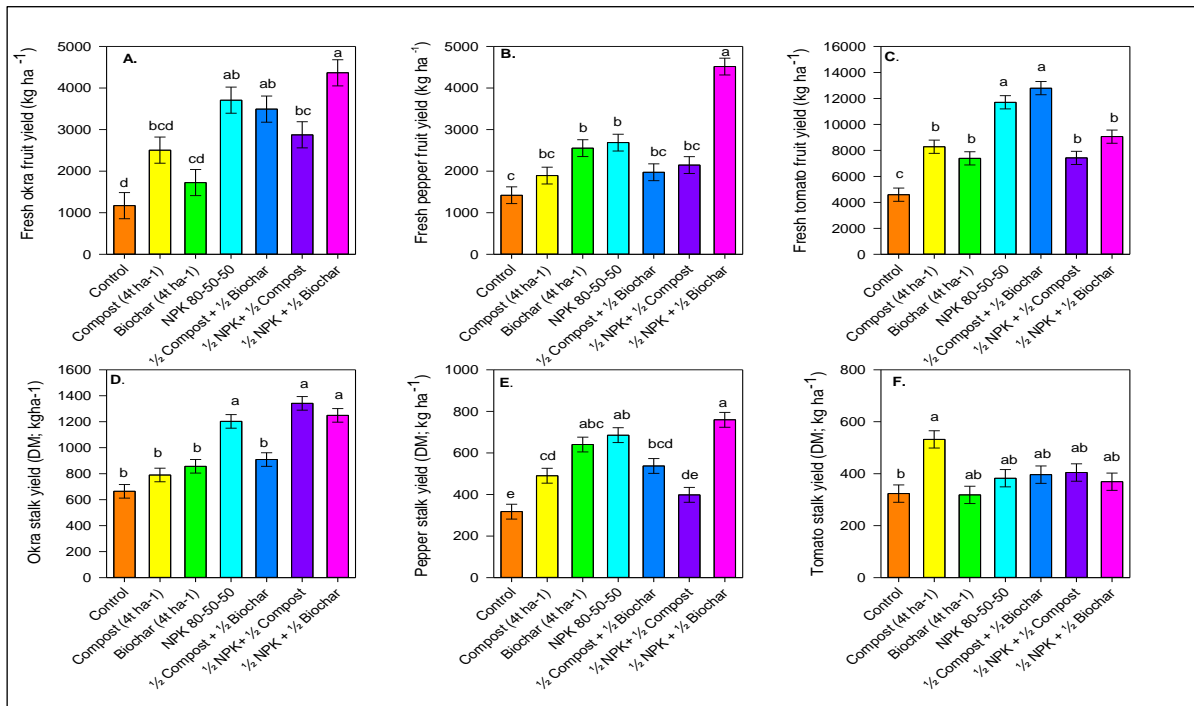 A.
Fresh okra fruit yield (kg ha -1)
5000
4000
3000
2000
1000
0
d
bcd
cd
ab
ab
bc
a
Control
Compost (4t ha-1)
Biochar (4t ha-1)
NPK 80-50-50
½ Compost + ½ Biochar
½ NPK+ ½ Compost
½ NPK + ½ Biochar
B.
Fresh pepper fruit yield (kg ha -1)
5000
4000
3000
2000
1000
0
c
bc
b
b
bc
bc
a
Control
Compost (4t ha-1)
Biochar (4t ha-1)
NPK 80-50-50
½ Compost + ½ Biochar
½ NPK+ ½ Compost
½ NPK + ½ Biochar
C.
Fresh tomato fruit yield (kg ha -1)
16000
14000
12000
10000
8000
6000
4000
2000
0
c
b
b
a
a
b
b
Control
Compost (4t ha-1)
Biochar (4t ha-1)
NPK 80-50-50
½ Compost + ½ Biochar
½ NPK + ½ Compost
½ NPK + ½ Biochar
D.
Okra stalk yield (DM; kgha-1)
1600
1400
1200
1000
800
600
400
200
0
b
b
b
a
b
a
a
Control
Compost (4t ha-1)
Biochar (4t ha-1)
NPK 80-50-50
½ Compost + ½ Biochar
½ NPK+ ½ Compost
½ NPK + ½ Biochar
E.
Pepper stalk yield (DM; kg ha -1)
1000
800
600
400
200
0
e
cd
abc
ab
bcd
de
a
Control
Compost (4t ha-1)
Biochar (4t ha-1)
NPK 80-50-50
½ Compost + ½ Biochar
½ NPK+ ½ Compost
½ NPK + ½ Biochar
F.
Tomato stalk yield (DM; kg ha -1)
800
600
400
200
0
b
a
ab
ab
ab
ab
ab
Control
Compost (4t ha-1)
Biochar (4t ha-1)
NPK 80-50-50
½ Compost + ½ Biochar
½ NPK + ½ Compost
½ NPK + ½ Biochar